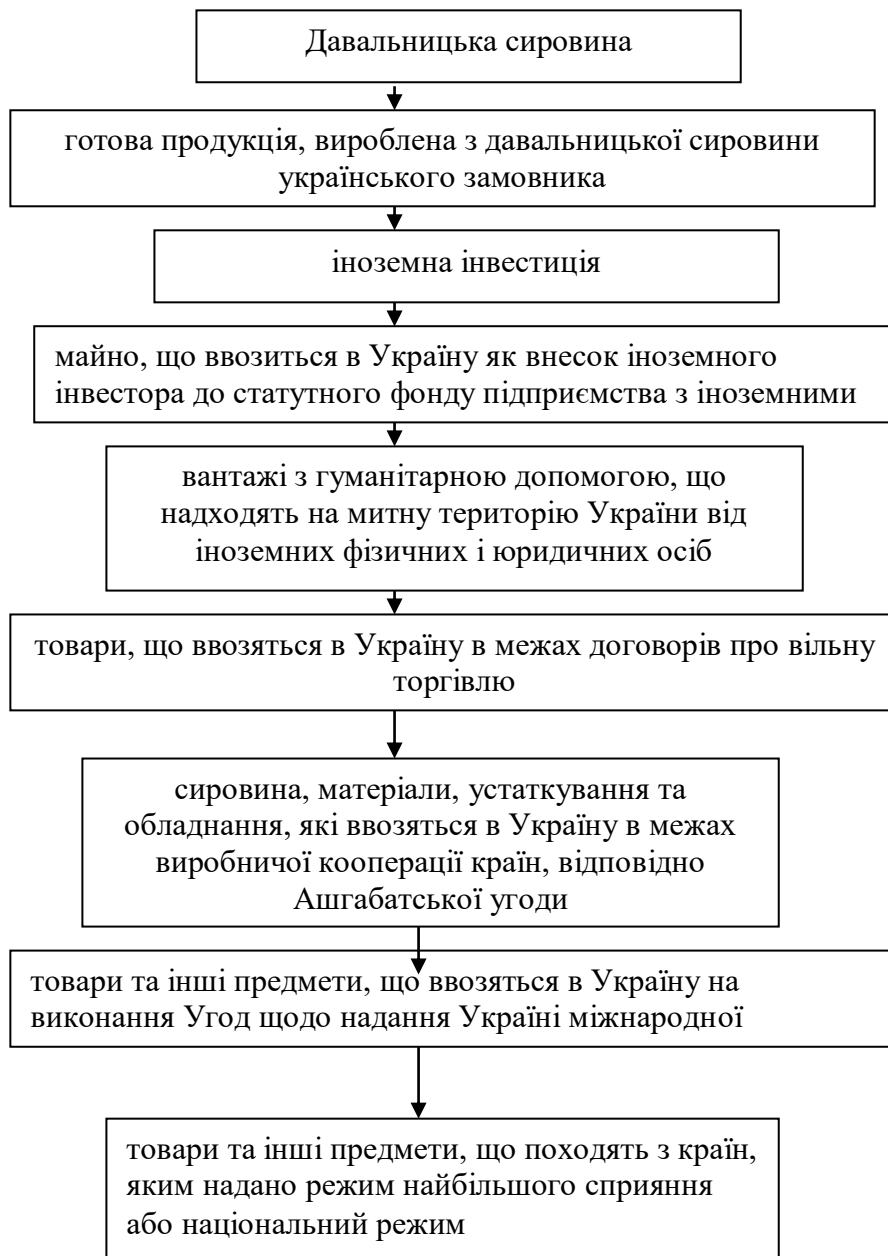 Давальницька сировина
готова продукція, вироблена з давальницької сировини
українського замовника
іноземна інвестиція
майно, що ввозиться в Україну як внесок іноземного
інвестора до статутного фонду підприємства з іноземними
вантажі з гуманітарною допомогою, що
надходять на митну територію України від
іноземних фізичних і юридичних осіб
товари, що ввозяться в Україну в межах договорів про вільну
торгівлю
сировина, матеріали, устаткування та
обладнання, які ввозяться в Україну в межах
виробничої кооперації країн, відповідно
Ашгабатської угоди
товари та інші предмети, що ввозяться в Україну на
виконання Угод щодо надання Україні міжнародної
товари та інші предмети, що походять з країн,
яким надано режим найбільшого сприяння
або національний режим